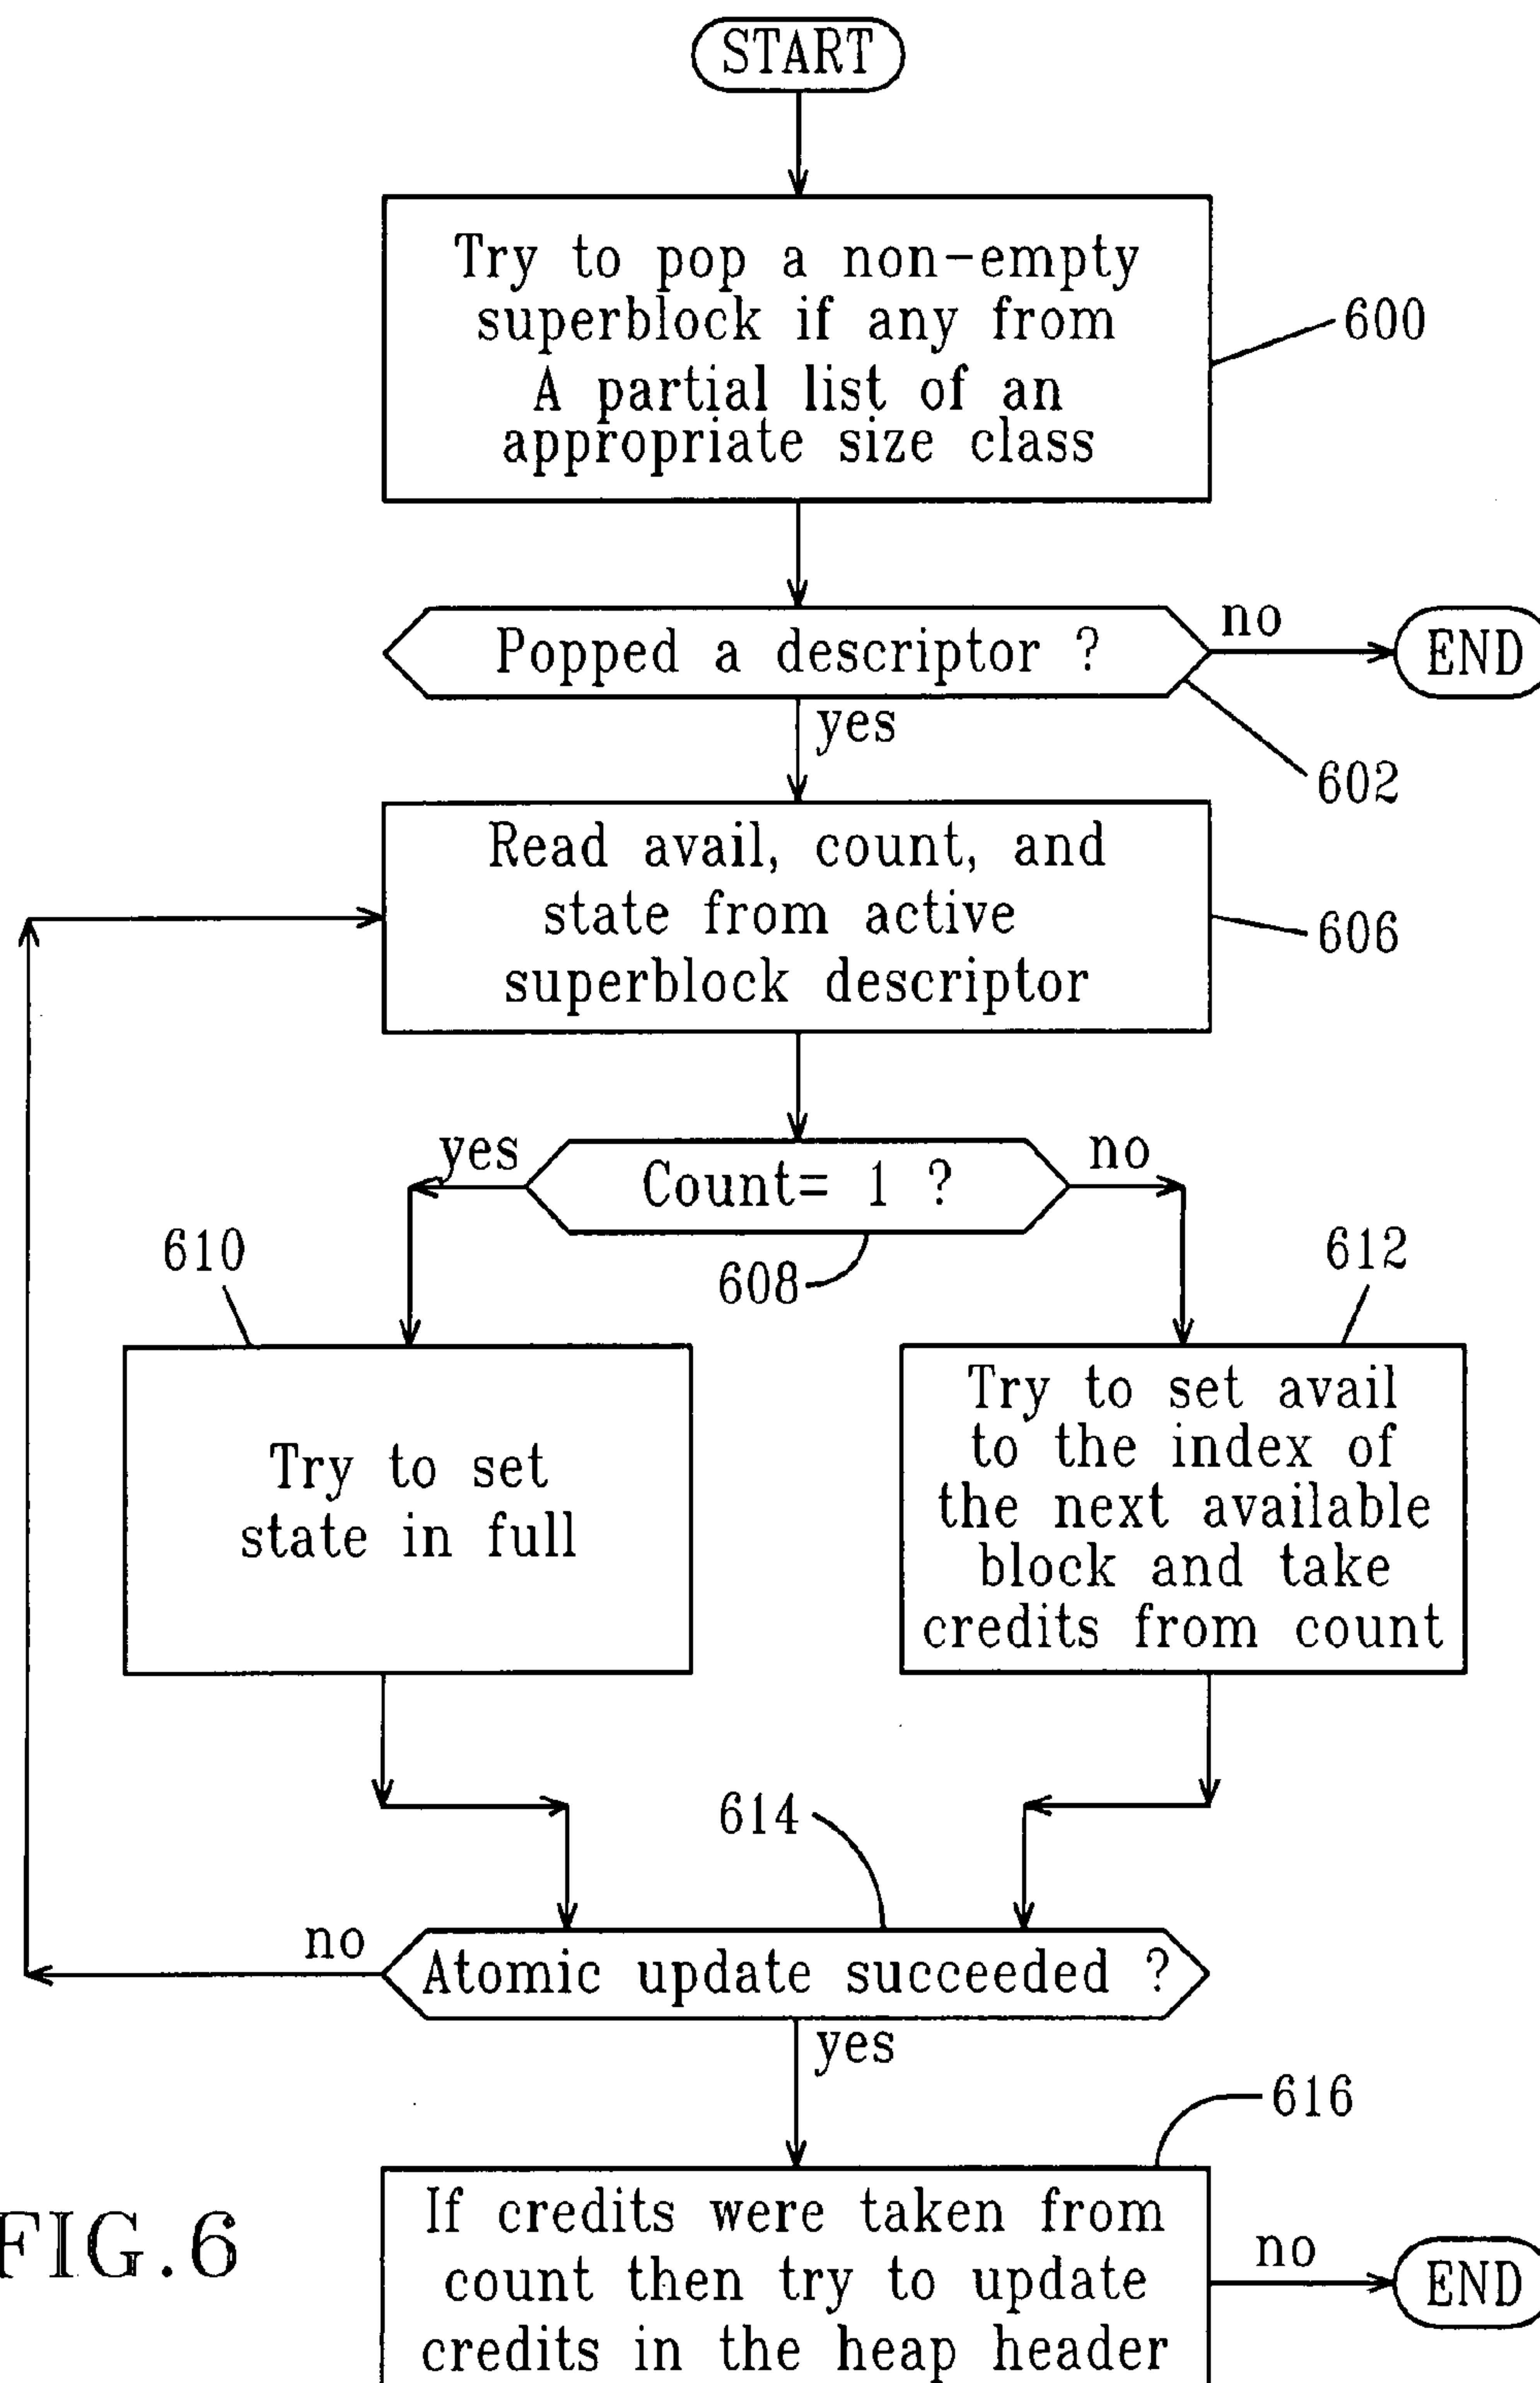 START
Try to pop a non-empty
superblock if any from
A partial list of an
appropriate size class
600
Popped a descriptor ?
no
END
yes
602
Read avail, count, and
state from active
superblock descriptor
606
yes
Count= 1 ?
no
608
610
612
Try to set
state in full
Try to set avail
to the index of
the next available
block and take
credits from count
614
no
Atomic update succeeded ?
yes
616
If credits were taken from
count then try to update
credits in the heap header
no
END
FIG.6